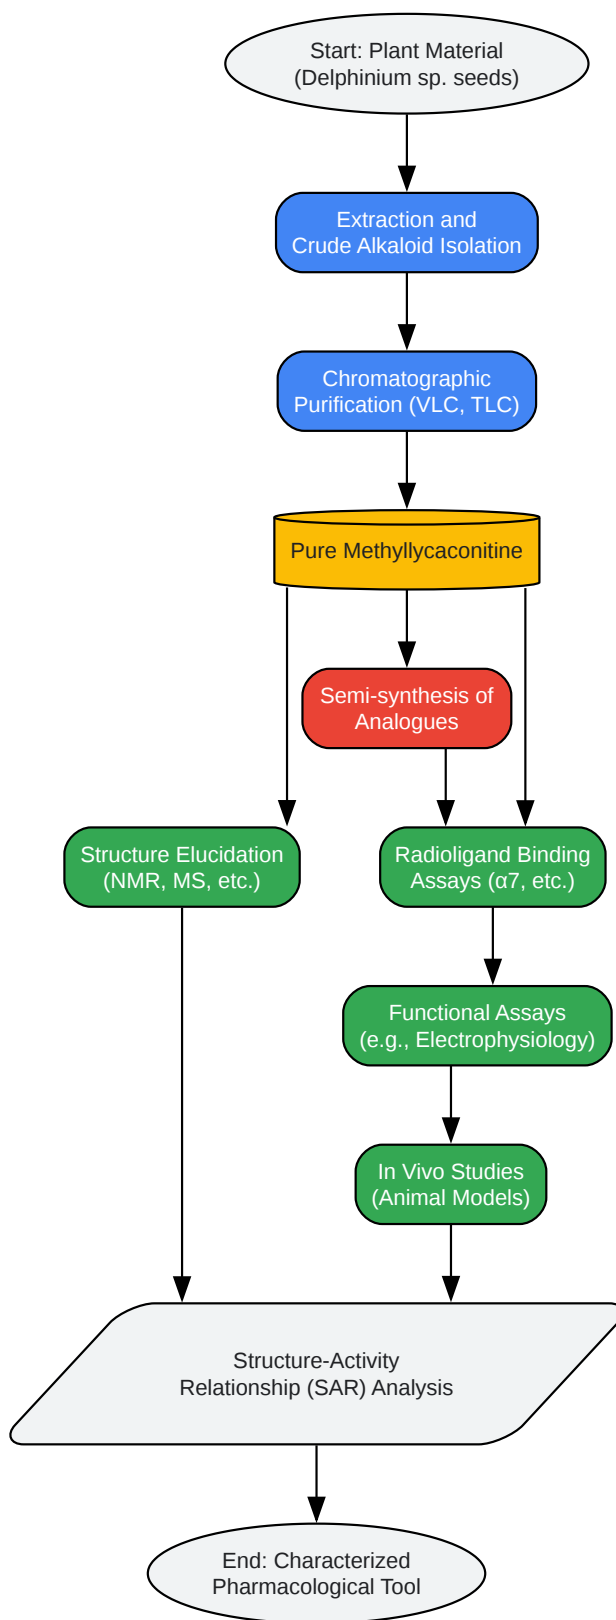 Start: Plant Material
(Delphinium sp. seeds)
Extraction and
Crude Alkaloid Isolation
Chromatographic
Purification (VLC, TLC)
Pure Methyllycaconitine
Semi-synthesis of
Analogues
Structure Elucidation
(NMR, MS, etc.)
Radioligand Binding
Assays (α7, etc.)
Functional Assays
(e.g., Electrophysiology)
In Vivo Studies
(Animal Models)
Structure-Activity
Relationship (SAR) Analysis
End: Characterized
Pharmacological Tool